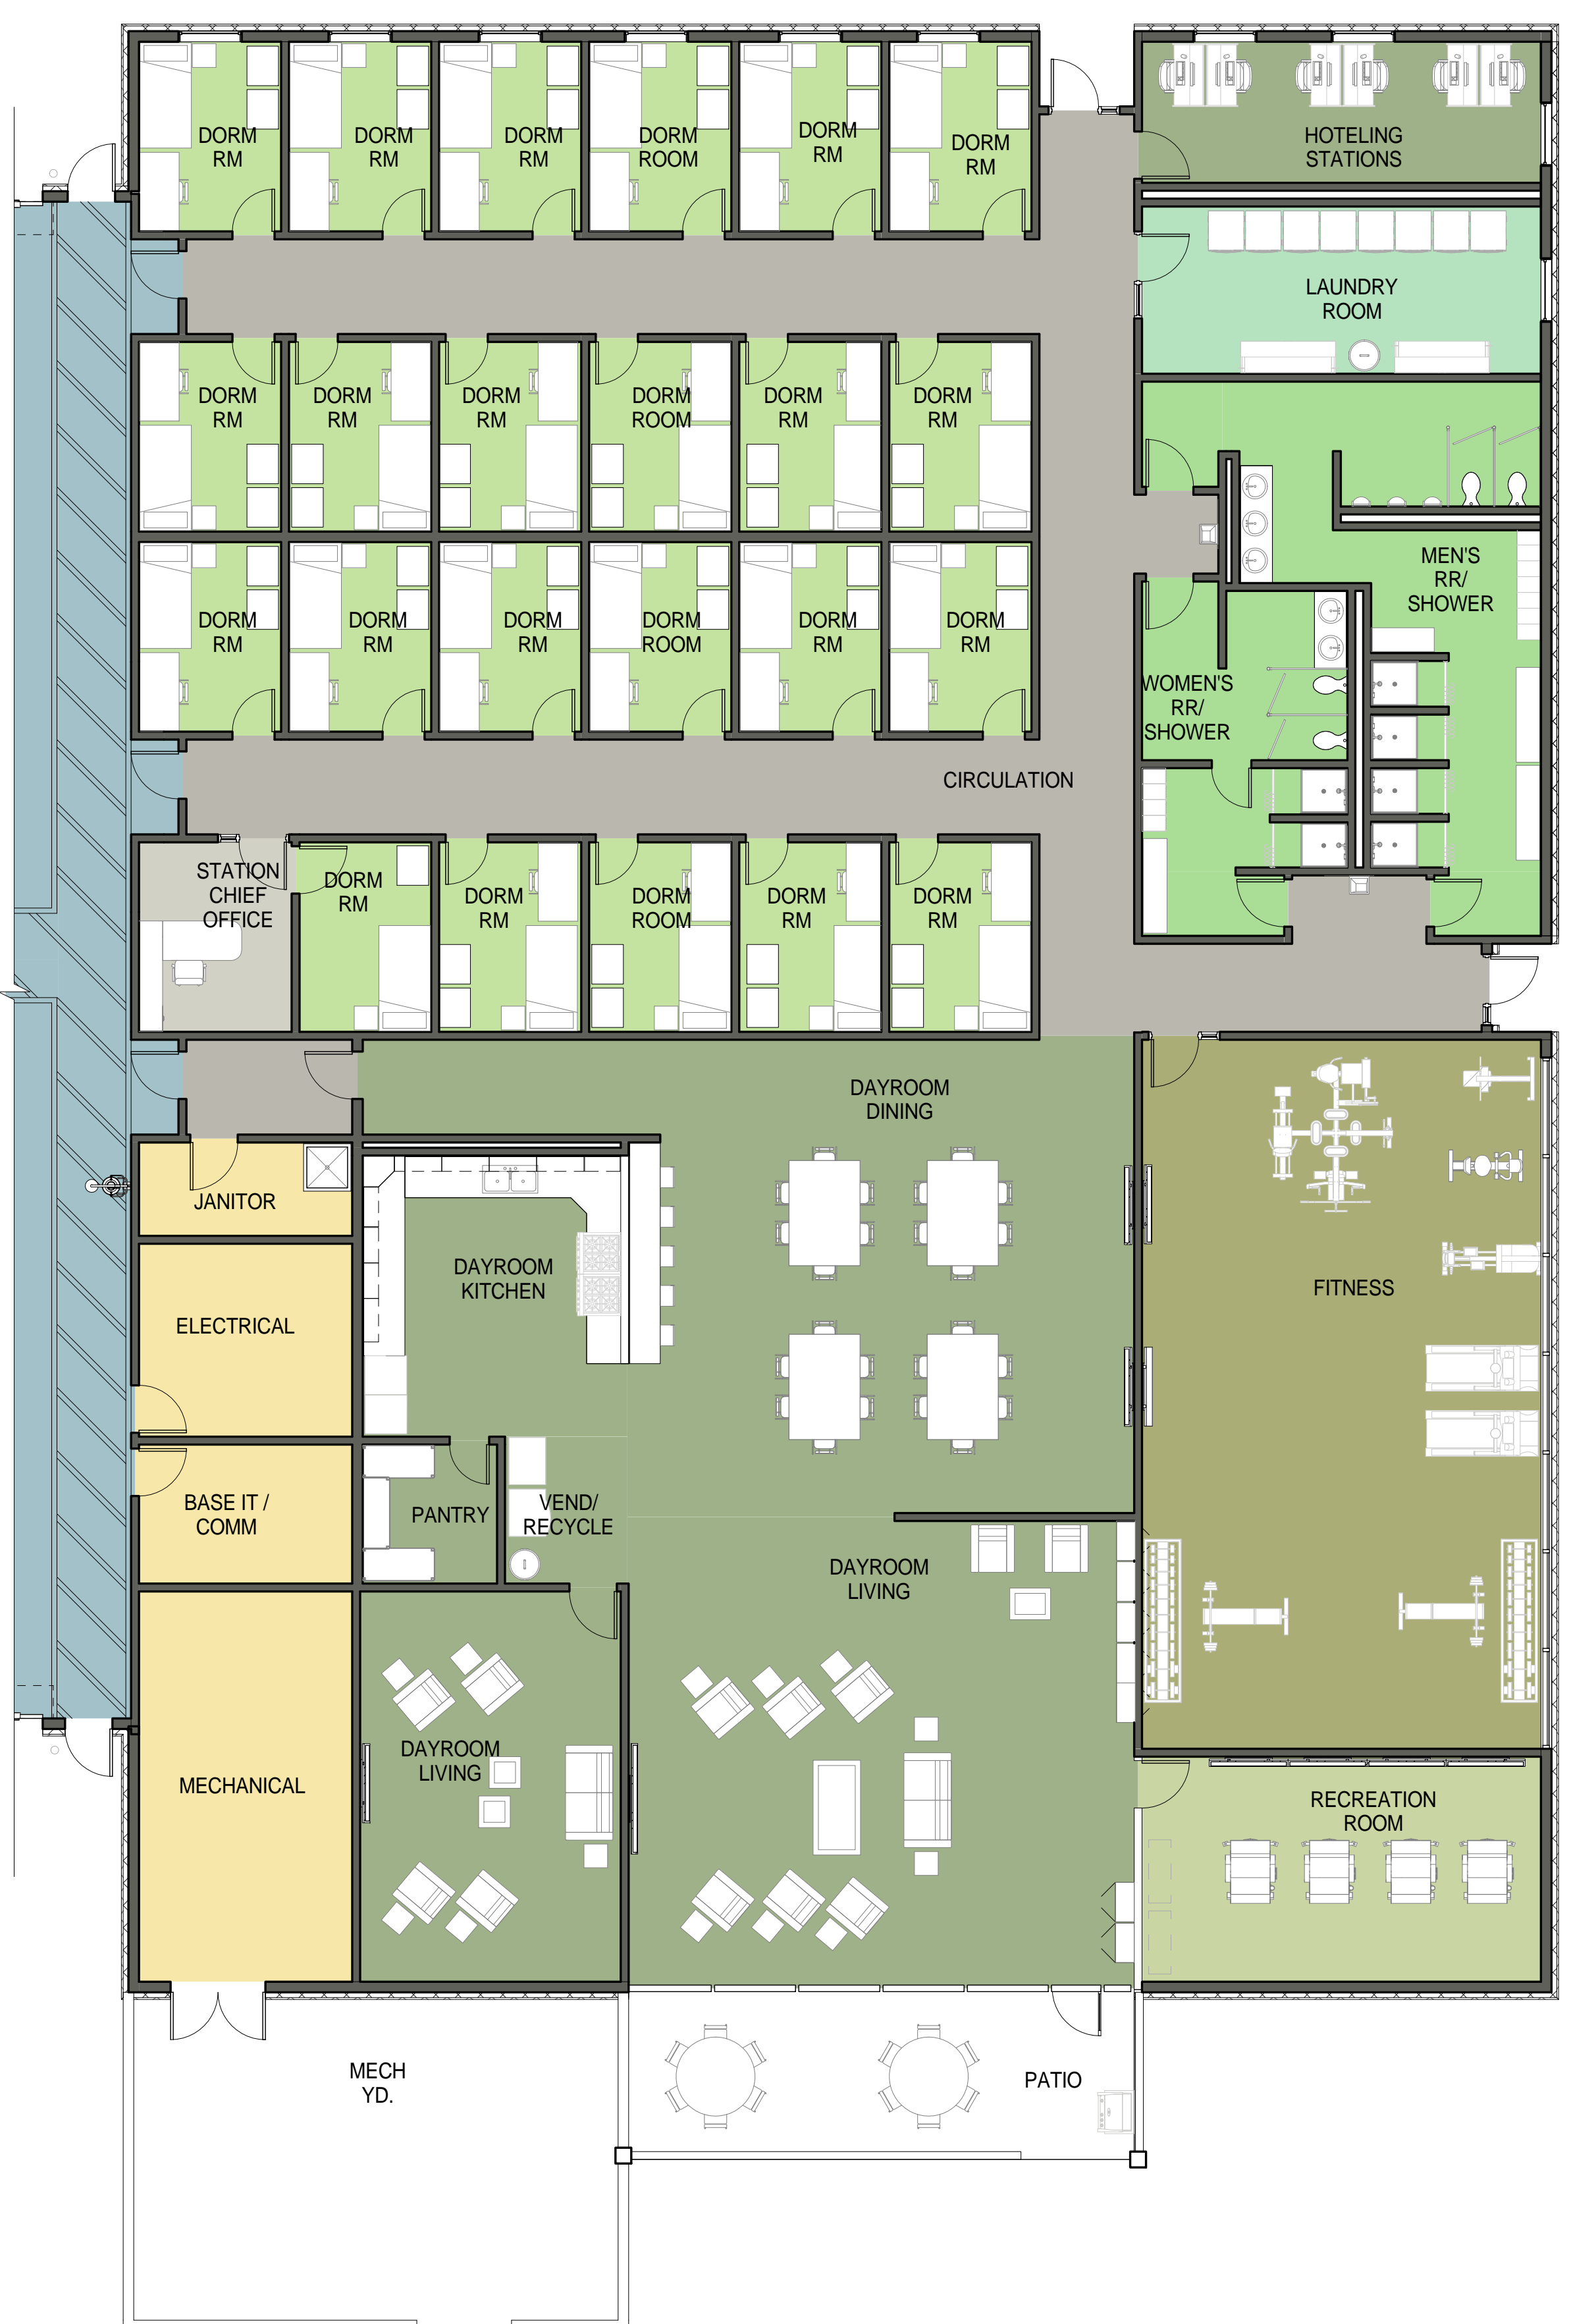 DORM
RM
DORM
RM
DORM
RM
DORM
ROOM
DORM
RM
DORM
RM
HOTELING
STATIONS
LAUNDRY
ROOM
DORM
RM
DORM
RM
DORM
RM
DORM
ROOM
DORM
RM
DORM
RM
MEN'S
RR/
SHOWER
DORM
RM
DORM
RM
DORM
RM
DORM
ROOM
DORM
RM
DORM
RM
WOMEN'S
RR/
SHOWER
CIRCULATION
STATION
CHIEF
OFFICE
DORM
RM
DORM
RM
DORM
ROOM
DORM
RM
DORM
RM
DAYROOM
DINING
JANITOR
DAYROOM
KITCHEN
FITNESS
ELECTRICAL
BASE IT /
COMM
PANTRY
VEND/
RECYCLE
DAYROOM
LIVING
DAYROOM
LIVING
MECHANICAL
RECREATION
ROOM
MECH
YD.
PATIO